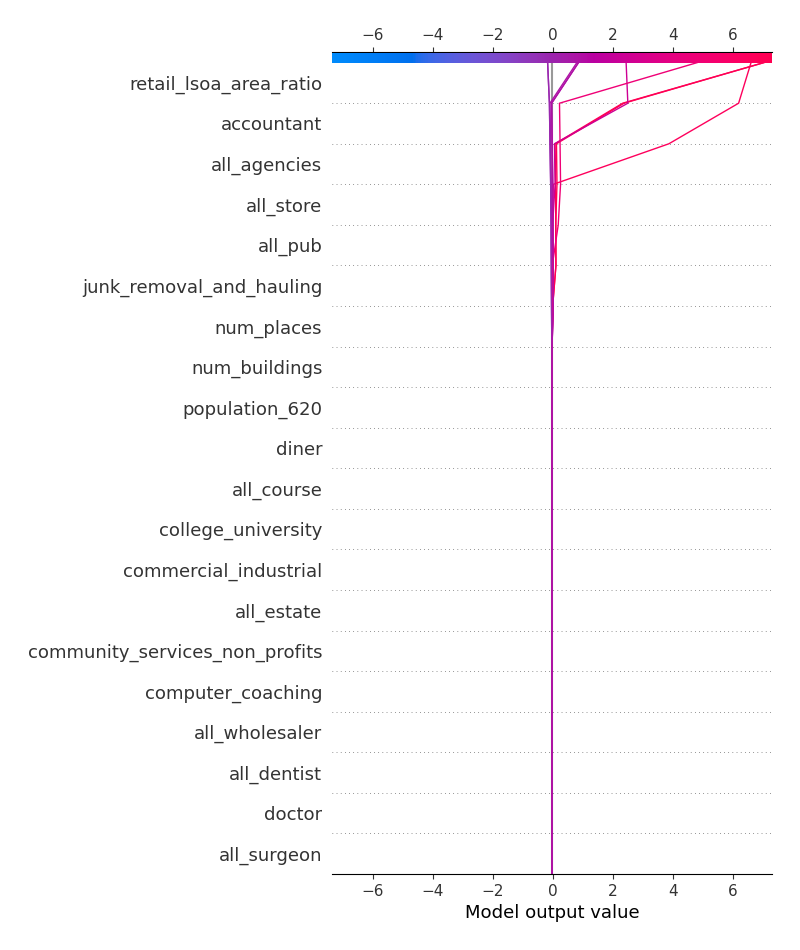 −6 −4 −2 0 2 4 6
retail_lsoa_area_ratio
accountant
all_agencies
all_store
all_pub
junk_removal_and_hauling
num_places
num_buildings
population_620
diner
all_course
college_university
commercial_industrial
all_estate
community_services_non_profits
computer_coaching
all_wholesaler
all_dentist
doctor
all_surgeon
−6 −4 −2 0 2 4 6
Model output value